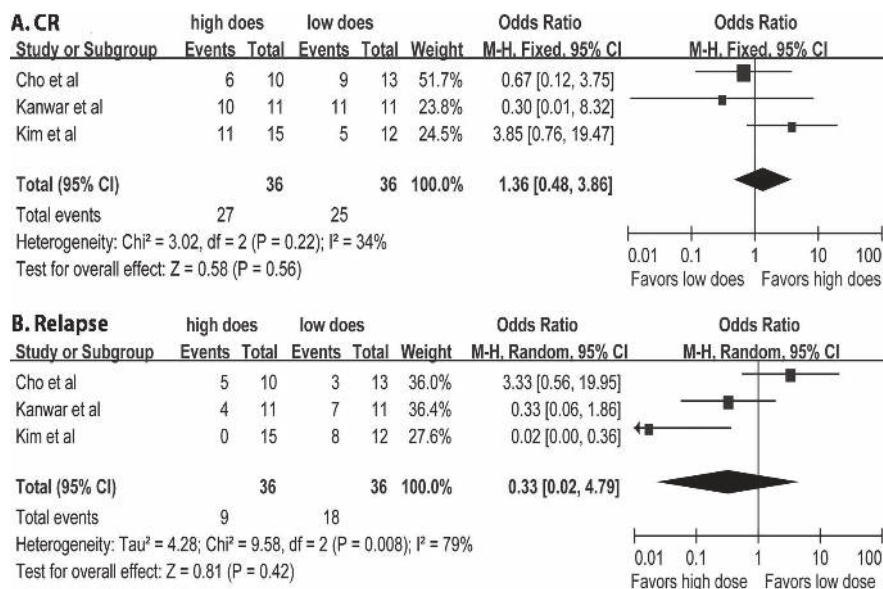 A. CR high does low does Odds Ratio Odds Ratio
Study or Subgroup Events Total Events Total Weight M-H, Fixed, 95% CI M-H, Fixed, 95% CI
Cho et al 6 10 9 13 51.7% 0.67 [0.12, 3.75]
Kanwar et al 10 11 11 11 23.8% 0.30 [0.01, 8.32]
Kim et al 11 15 5 12 24.5% 3.85 [0.76, 19.47]
Total (95% CI) 36 36 100.0% 1.36 [0.48, 3.86]
Total events 27 25
Heterogeneity: Chi² = 3.02, df = 2 (P = 0.22); I² = 34%
Test for overall effect: Z = 0.58 (P = 0.56)
0.01 0.1 1 10 100
Favors low does Favors high does
B. Relapse high does low does Odds Ratio Odds Ratio
Study or Subgroup Events Total Events Total Weight M-H, Random, 95% CI M-H, Random, 95% CI
Cho et al 5 10 3 13 36.0% 3.33 [0.56, 19.95]
Kanwar et al 4 11 7 11 36.4% 0.33 [0.06, 1.86]
Kim et al 0 15 8 12 27.6% 0.02 [0.00, 0.36]
Total (95% CI) 36 36 100.0% 0.33 [0.02, 4.79]
Total events 9 18
Heterogeneity: Tau² = 4.28; Chi² = 9.58, df = 2 (P = 0.008); I² = 79%
Test for overall effect: Z = 0.81 (P = 0.42)
0.01 0.1 1 10 100
Favors high dose Favors low dose